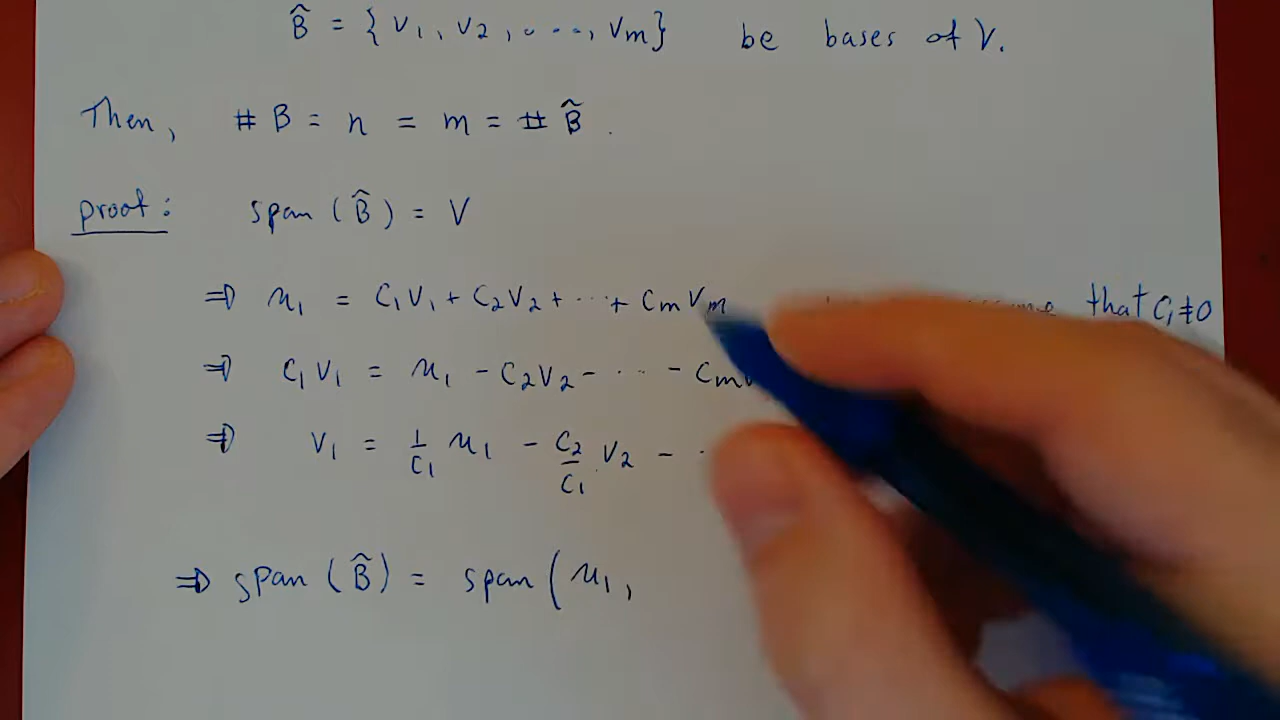 B̂ = { v₁, v₂, ..., vₘ} be bases of V.
Then, # B = n = m = # B̂ .
proof: span (B̂) = V
⇒ u₁ = c₁v₁ + c₂v₂ + ... + cₘvₘ that c₁≠0
⇒ c₁v₁ = u₁ - c₂v₂ - ... - cₘ
⇒ v₁ = 1/c₁ u₁ - c₂/c₁ v₂ -
⇒ span (B̂) = span (u₁,